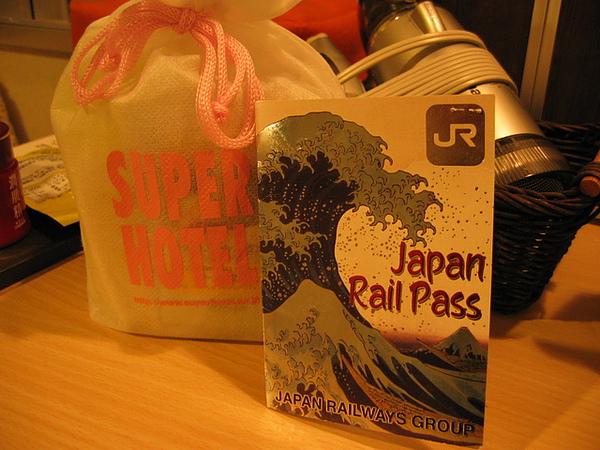 SUPER
HOTEL
JR
Japan
Rail Pass
JAPAN RAILWAYS GROUP